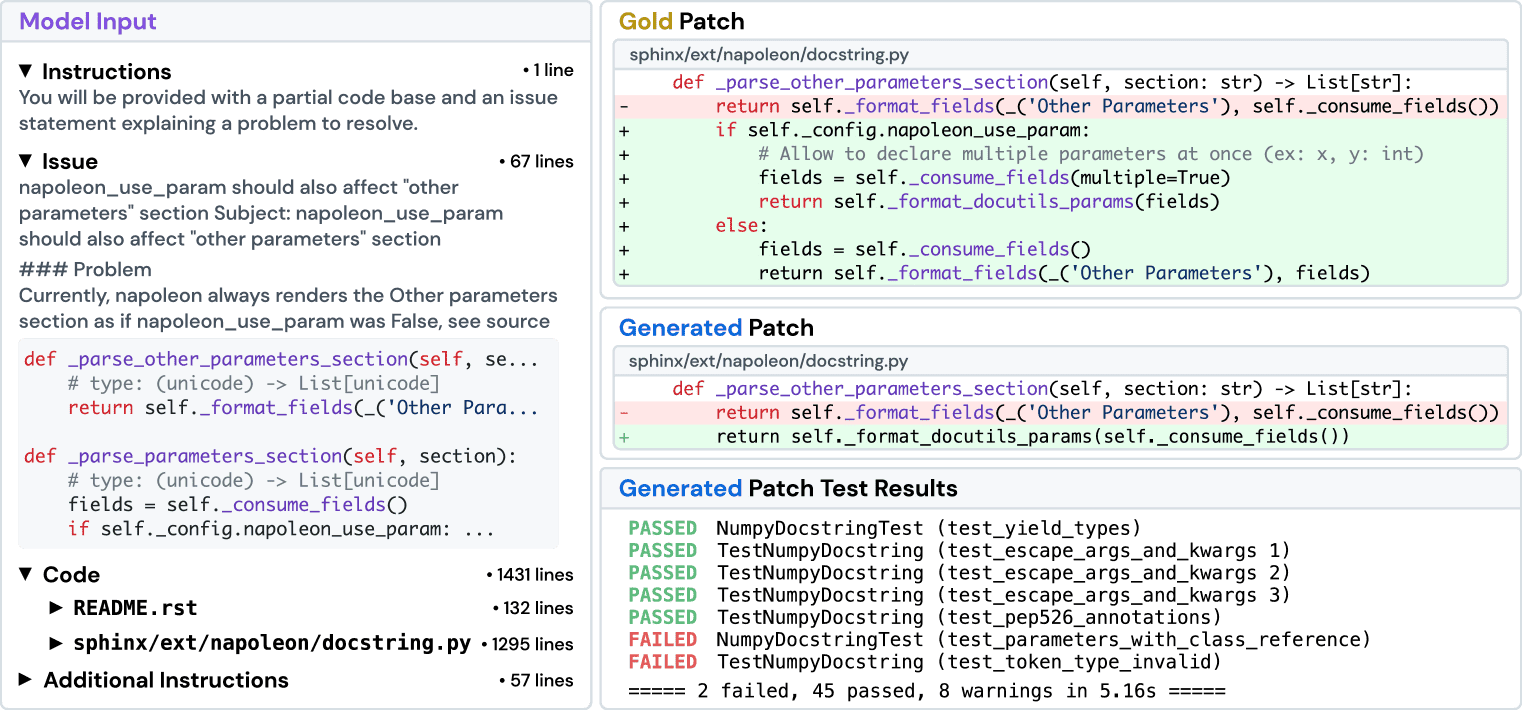 Model Input
▼ Instructions • 1 line
You will be provided with a partial code base and an issue
statement explaining a problem to resolve.
▼ Issue • 67 lines
napoleon_use_param should also affect "other
parameters" section Subject: napoleon_use_param
should also affect "other parameters" section
### Problem
Currently, napoleon always renders the Other parameters
section as if napoleon_use_param was False, see source
def _parse_other_parameters_section(self, se...
    # type: (unicode) -> List[unicode]
    return self._format_fields(_('Other Para...
def _parse_parameters_section(self, section):
    # type: (unicode) -> List[unicode]
    fields = self._consume_fields()
    if self._config.napoleon_use_param: ...
▼ Code • 1431 lines
▶ README.rst • 132 lines
▶ sphinx/ext/napoleon/docstring.py • 1295 lines
▶ Additional Instructions • 57 lines
Gold Patch
sphinx/ext/napoleon/docstring.py
    def _parse_other_parameters_section(self, section: str) -> List[str]:
-       return self._format_fields(_('Other Parameters'), self._consume_fields())
+       if self._config.napoleon_use_param:
+           # Allow to declare multiple parameters at once (ex: x, y: int)
+           fields = self._consume_fields(multiple=True)
+           return self._format_docutils_params(fields)
+       else:
+           fields = self._consume_fields()
+           return self._format_fields(_('Other Parameters'), fields)
Generated Patch
sphinx/ext/napoleon/docstring.py
    def _parse_other_parameters_section(self, section: str) -> List[str]:
-       return self._format_fields(_('Other Parameters'), self._consume_fields())
+       return self._format_docutils_params(self._consume_fields())
Generated Patch Test Results
PASSED NumpyDocstringTest (test_yield_types)
PASSED TestNumpyDocstring (test_escape_args_and_kwargs 1)
PASSED TestNumpyDocstring (test_escape_args_and_kwargs 2)
PASSED TestNumpyDocstring (test_escape_args_and_kwargs 3)
PASSED TestNumpyDocstring (test_pep526_annotations)
FAILED NumpyDocstringTest (test_parameters_with_class_reference)
FAILED TestNumpyDocstring (test_token_type_invalid)
===== 2 failed, 45 passed, 8 warnings in 5.16s =====